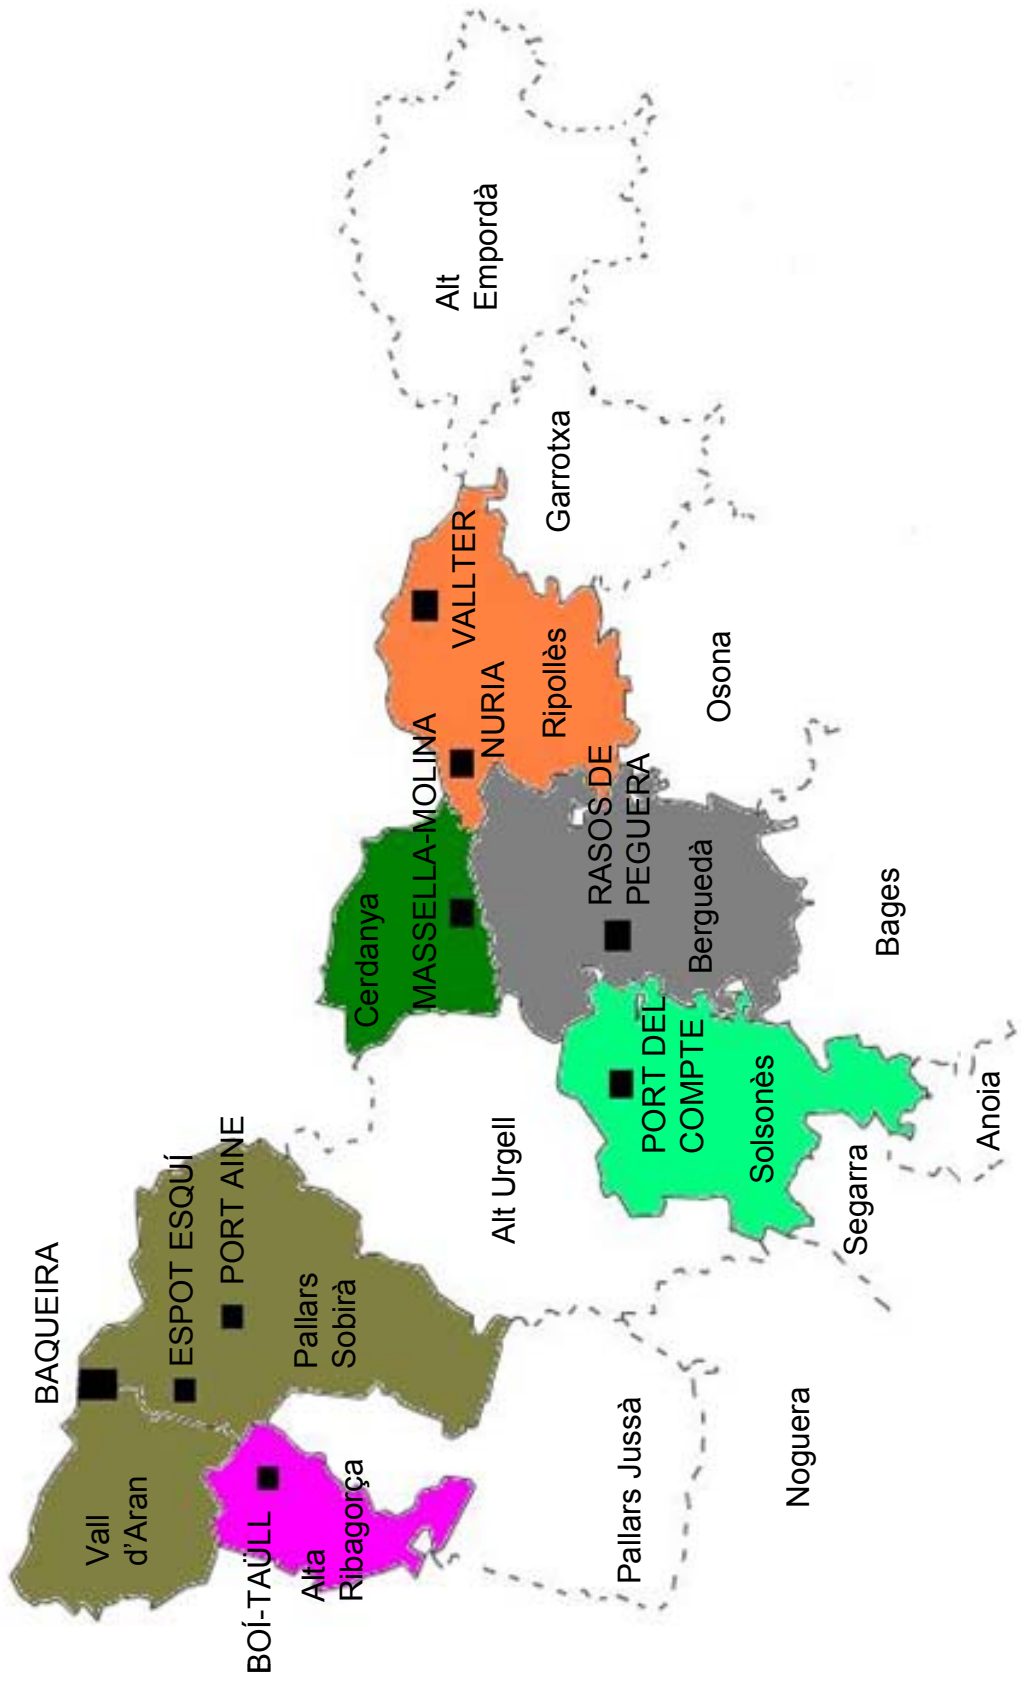 BAQUEIRA
Vall
d'Aran
ESPOT ESQUÍ
PORT AINE
BOÍ-TAÜLL
Alta
Ribagorça
Pallars
Sobirà
Cerdanya
MASSELLA-MOLINA
VALLTER
NURIA
Ripollès
Alt
Empordà
Garrotxa
Alt Urgell
RASOS DE
PEGUERA
Berguedà
PORT DEL
COMPTE
Solsonès
Pallars Jussà
Osona
Noguera
Segarra
Bages
Anoia